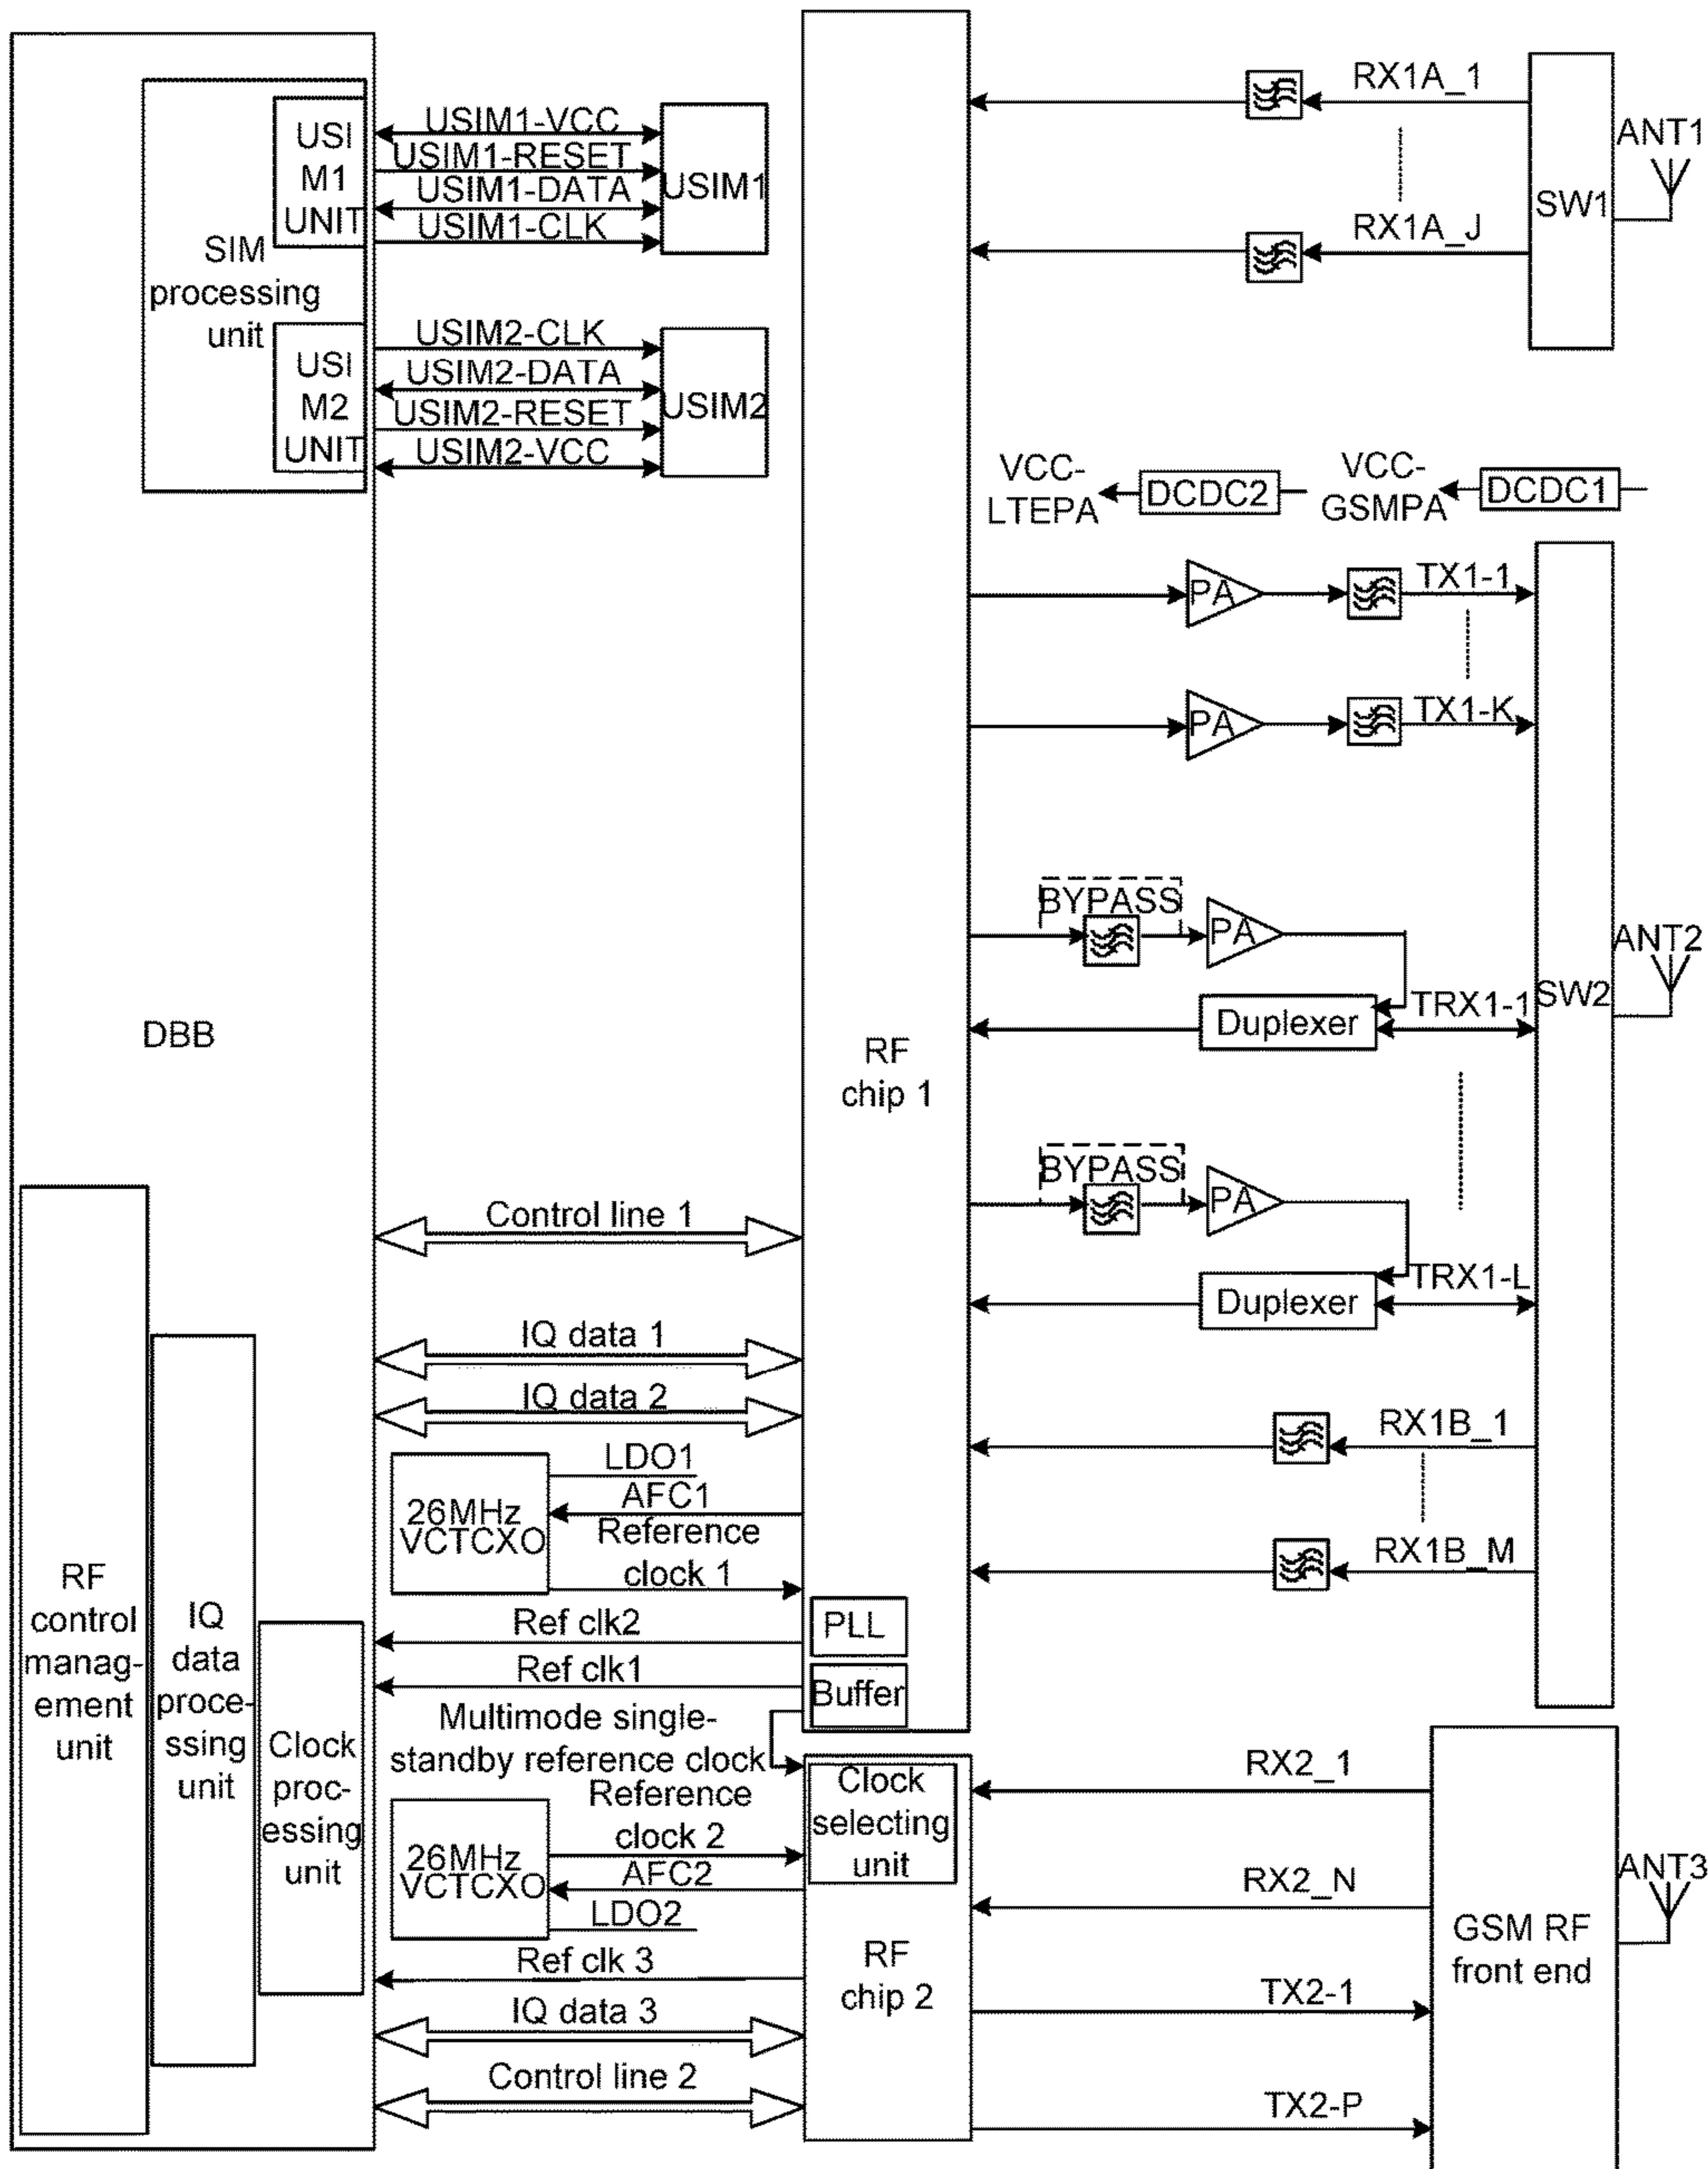 USI
M1
UNIT
SIM
processing
unit
USI
M2
UNIT
USIM1-VCC
USIM1-RESET
USIM1-DATA
USIM1-CLK
USIM1
USIM2-CLK
USIM2-DATA
USIM2-RESET
USIM2-VCC
USIM2
DBB
RF
control
manag-
ement
unit
IQ
data
proce-
ssing
unit
Clock
proc-
essing
unit
Control line 1
IQ data 1
IQ data 2
26MHz
VCTCXO
LDO1
AFC1
Reference
clock 1
Ref clk2
Ref clk1
Multimode single-
standby reference clock
Reference
clock 2
26MHz
VCTCXO
AFC2
LDO2
Ref clk 3
IQ data 3
Control line 2
RF
chip 1
PLL
Buffer
Clock
selecting
unit
RF
chip 2
RX1A_1
RX1A_J
SW1
ANT1
VCC-
LTEPA
DCDC2
VCC-
GSMPA
DCDC1
PA
TX1-1
PA
TX1-K
BYPASS
PA
Duplexer
TRX1-1
SW2
ANT2
BYPASS
PA
Duplexer
TRX1-L
RX1B_1
RX1B_M
RX2_1
RX2_N
TX2-1
TX2-P
GSM RF
front end
ANT3